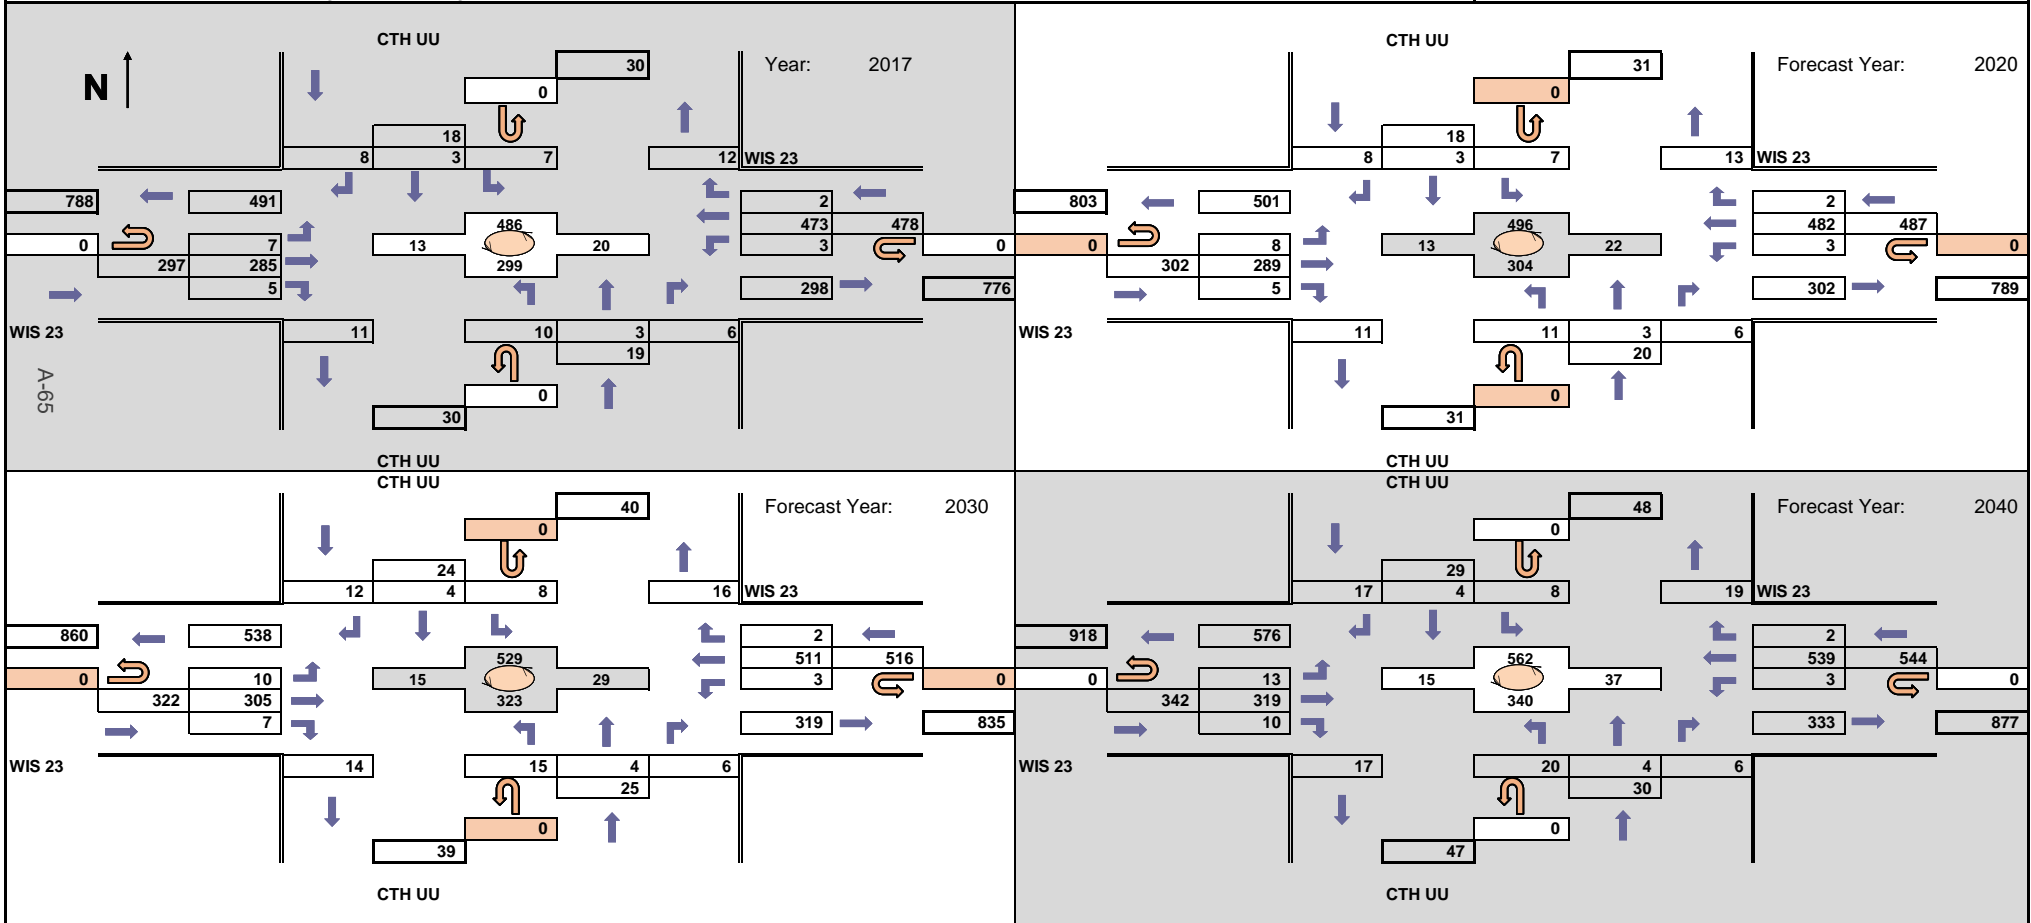 CTH UU
30
Year: 2017
N
0
18
8 3 7 12 WIS 23
788 491 2
486 473 478
0 7 13 20 3 0
297 285 299
5 298 776
WIS 23 11 10 3 6
19
A-65
0
30
CTH UU
CTH UU
31
Forecast Year: 2020
0
18
8 3 7 13 WIS 23
803 501 2
496 482 487
0 8 13 22 3 0
302 289 304
5 302 789
WIS 23 11 11 3 6
20
0
31
CTH UU
CTH UU
40
Forecast Year: 2030
0
24
12 4 8 16 WIS 23
860 538 2
529 511 516
0 10 15 29 3 0
322 305 323
7 319 835
WIS 23 14 15 4 6
25
0
39
CTH UU
CTH UU
48
Forecast Year: 2040
0
29
17 4 8 19 WIS 23
918 576 2
562 539 544
0 13 15 37 3 0
342 319 340
10 333 877
WIS 23 17 20 4 6
30
0
47
CTH UU